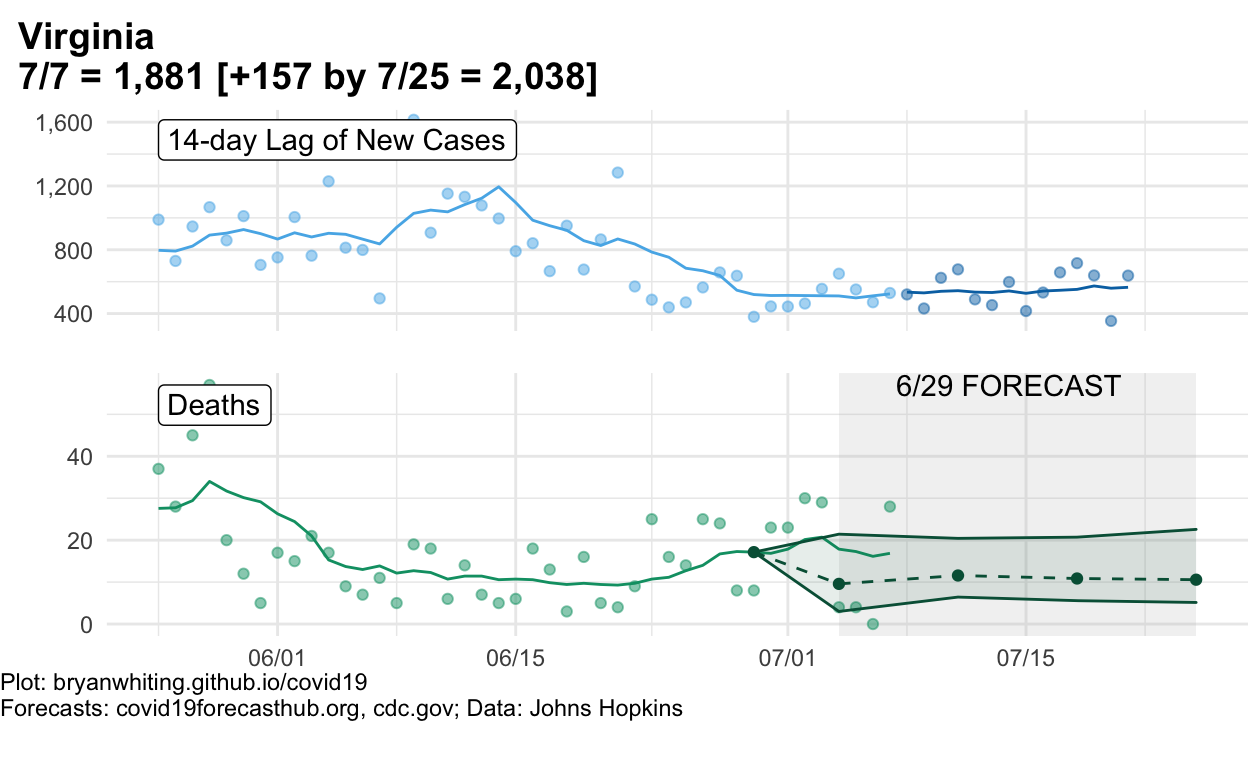 Virginia
7/7 = 1,881 [+157 by 7/25 = 2,038]
1,600
14-day Lag of New Cases
1,200
800
400
6/29 FORECAST
Deaths
40
20
0
06/01 06/15 07/01 07/15
Plot: bryanwhiting.github.io/covid19
Forecasts: covid19forecasthub.org, cdc.gov; Data: Johns Hopkins